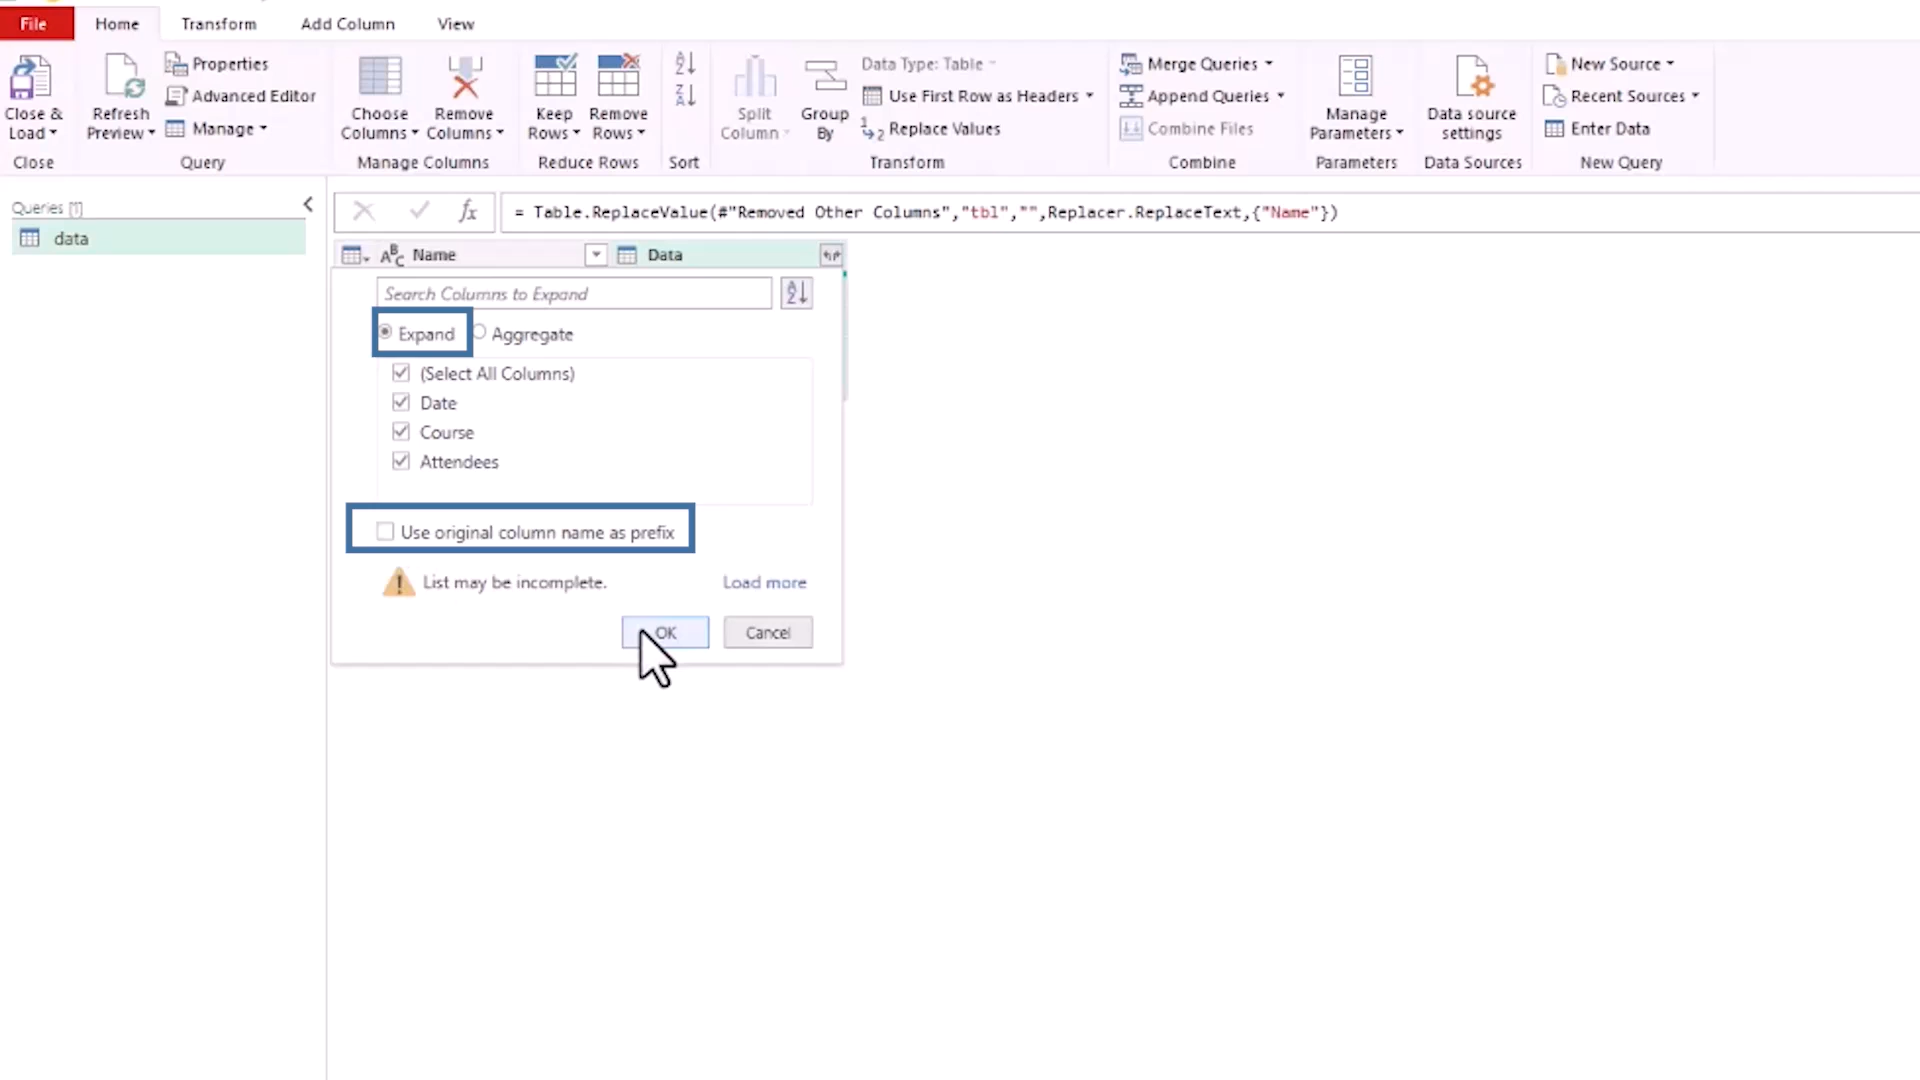 File Home Transform Add Column View
Properties
Advanced Editor
Manage
Close & Load
Refresh Preview
Choose Columns
Remove Columns
Keep Rows
Remove Rows
Split Column
Group By
Data Type: Table
Use First Row as Headers
1 2 Replace Values
Merge Queries
Append Queries
Combine Files
Manage Parameters
Data source settings
New Source
Recent Sources
Enter Data
Close Query Manage Columns Reduce Rows Sort Transform Combine Parameters Data Sources New Query
Queries [1]
data
fx = Table.ReplaceValue(#"Removed Other Columns","tbl","",Replacer.ReplaceText,{"Name"})
ABC Name Data
Search Columns to Expand
Expand Aggregate
(Select All Columns)
Date
Course
Attendees
Use original column name as prefix
List may be incomplete. Load more
OK Cancel